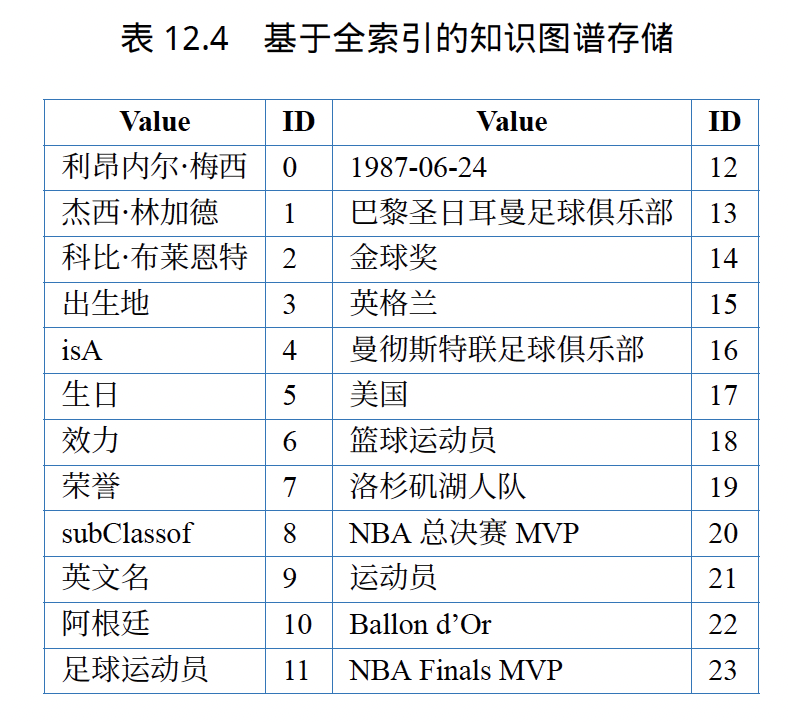 表 12.4 基于全索引的知识图谱存储
Value ID Value ID
利昂内尔·梅西 0 1987-06-24 12
杰西·林加德 1 巴黎圣日耳曼足球俱乐部 13
科比·布莱恩特 2 金球奖 14
出生地 3 英格兰 15
isA 4 曼彻斯特联足球俱乐部 16
生日 5 美国 17
效力 6 篮球运动员 18
荣誉 7 洛杉矶湖人队 19
subClassof 8 NBA 总决赛 MVP 20
英文名 9 运动员 21
阿根廷 10 Ballon d’Or 22
足球运动员 11 NBA Finals MVP 23